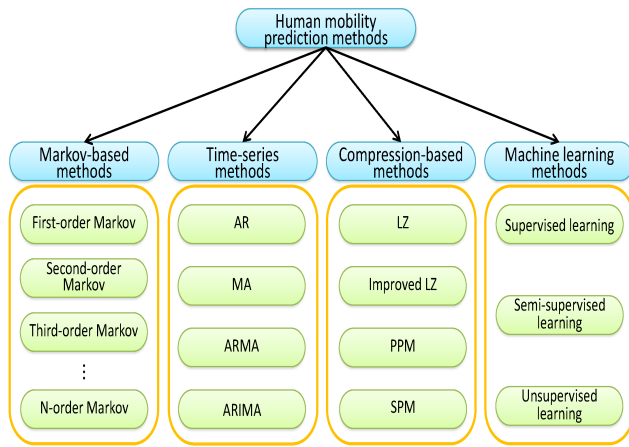 Human mobility
prediction methods
Markov-based
methods
Time-series
methods
Compression-based
methods
Machine learning
methods
First-order Markov
Second-order
Markov
Third-order Markov
⋮
N-order Markov
AR
MA
ARMA
ARIMA
LZ
Improved LZ
PPM
SPM
Supervised learning
Semi-supervised
learning
Unsupervised
learning